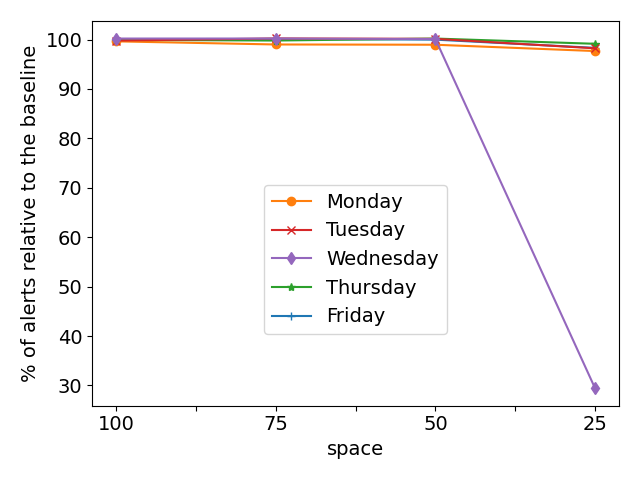 % of alerts relative to the baseline
100
90
80
70
60
50
40
30
Monday
Tuesday
Wednesday
Thursday
Friday
100 75 50 25
space